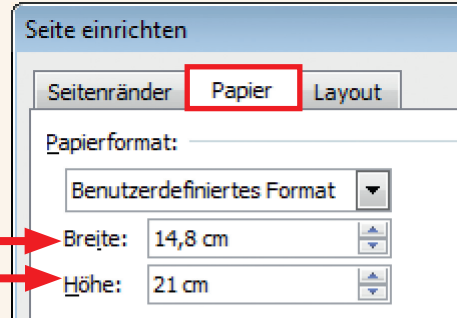 Seite einrichten
Seitenränder Papier Layout
Papierformat:
Benutzerdefiniertes Format
Breite: 14,8 cm
Höhe: 21 cm